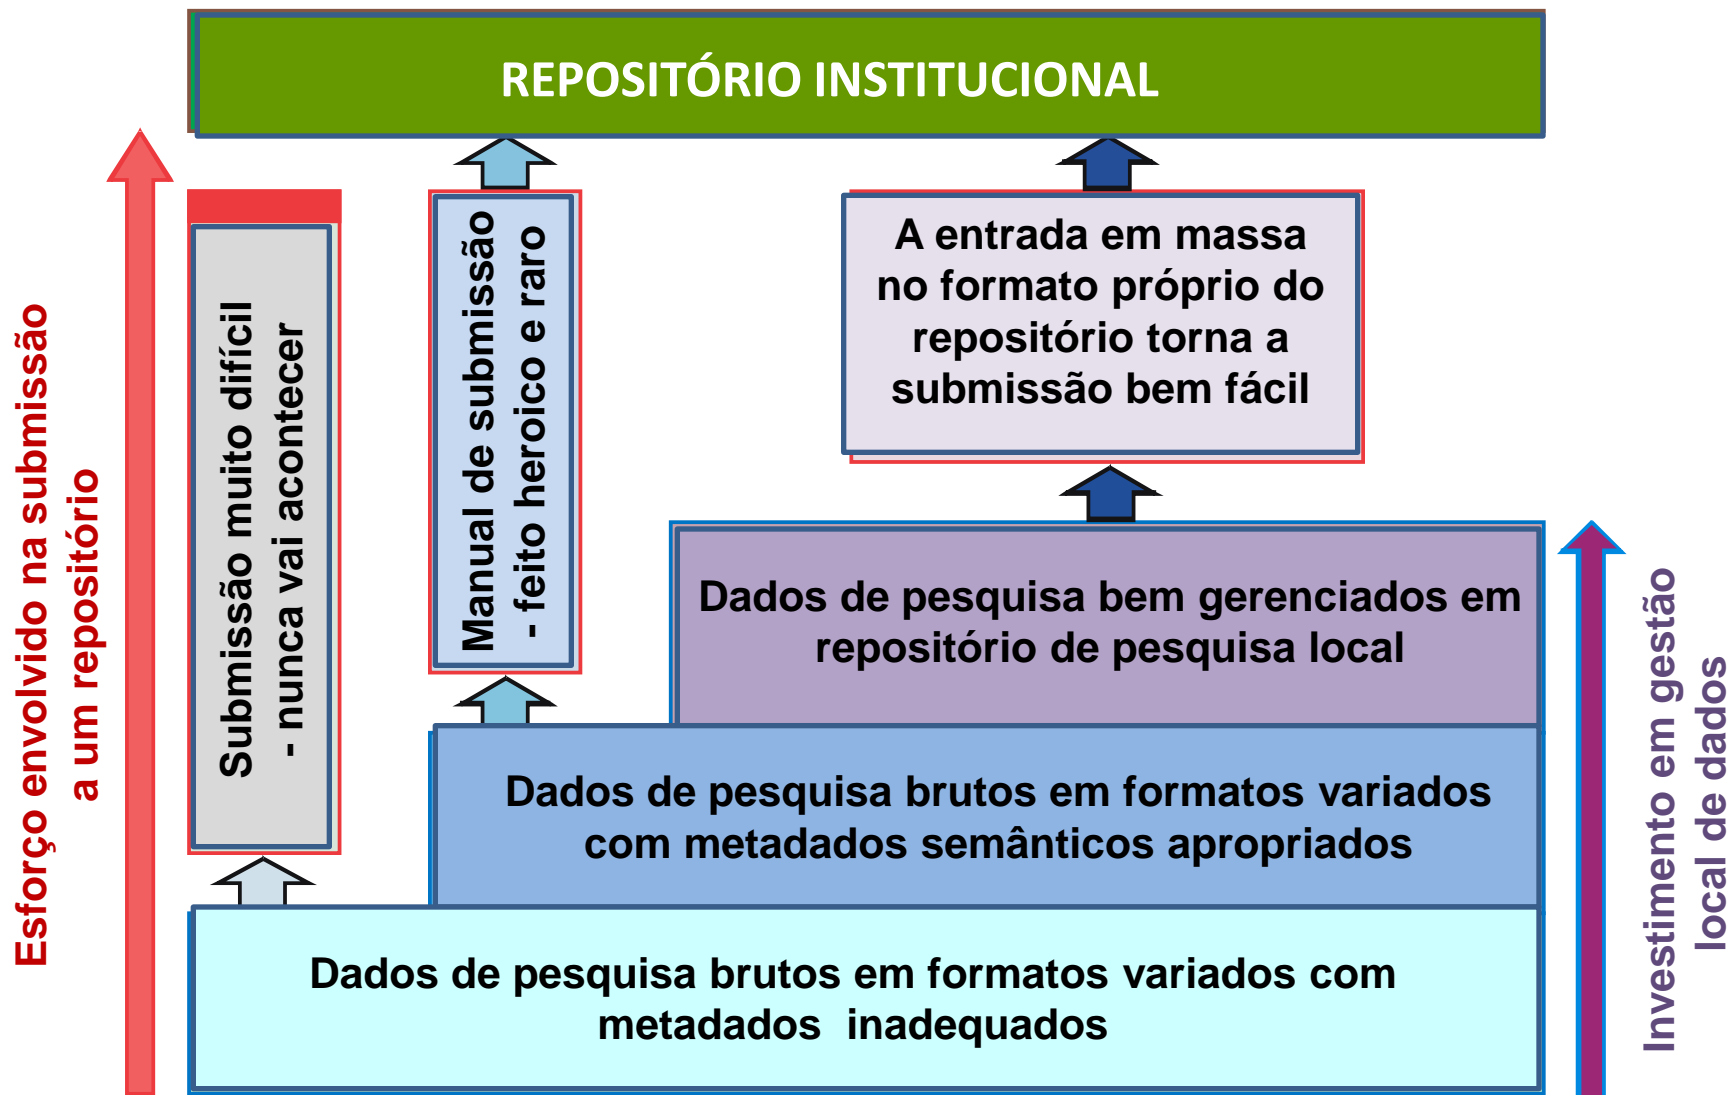 REPOSITÓRIO INSTITUCIONAL
Esforço envolvido na submissão
a um repositório
Submissão muito difícil
- nunca vai acontecer
Manual de submissão
- feito heroico e raro
A entrada em massa
no formato próprio do
repositório torna a
submissão bem fácil
Dados de pesquisa bem gerenciados em
repositório de pesquisa local
Dados de pesquisa brutos em formatos variados
com metadados semânticos apropriados
Dados de pesquisa brutos em formatos variados com
metadados inadequados
Investimento em gestão
local de dados